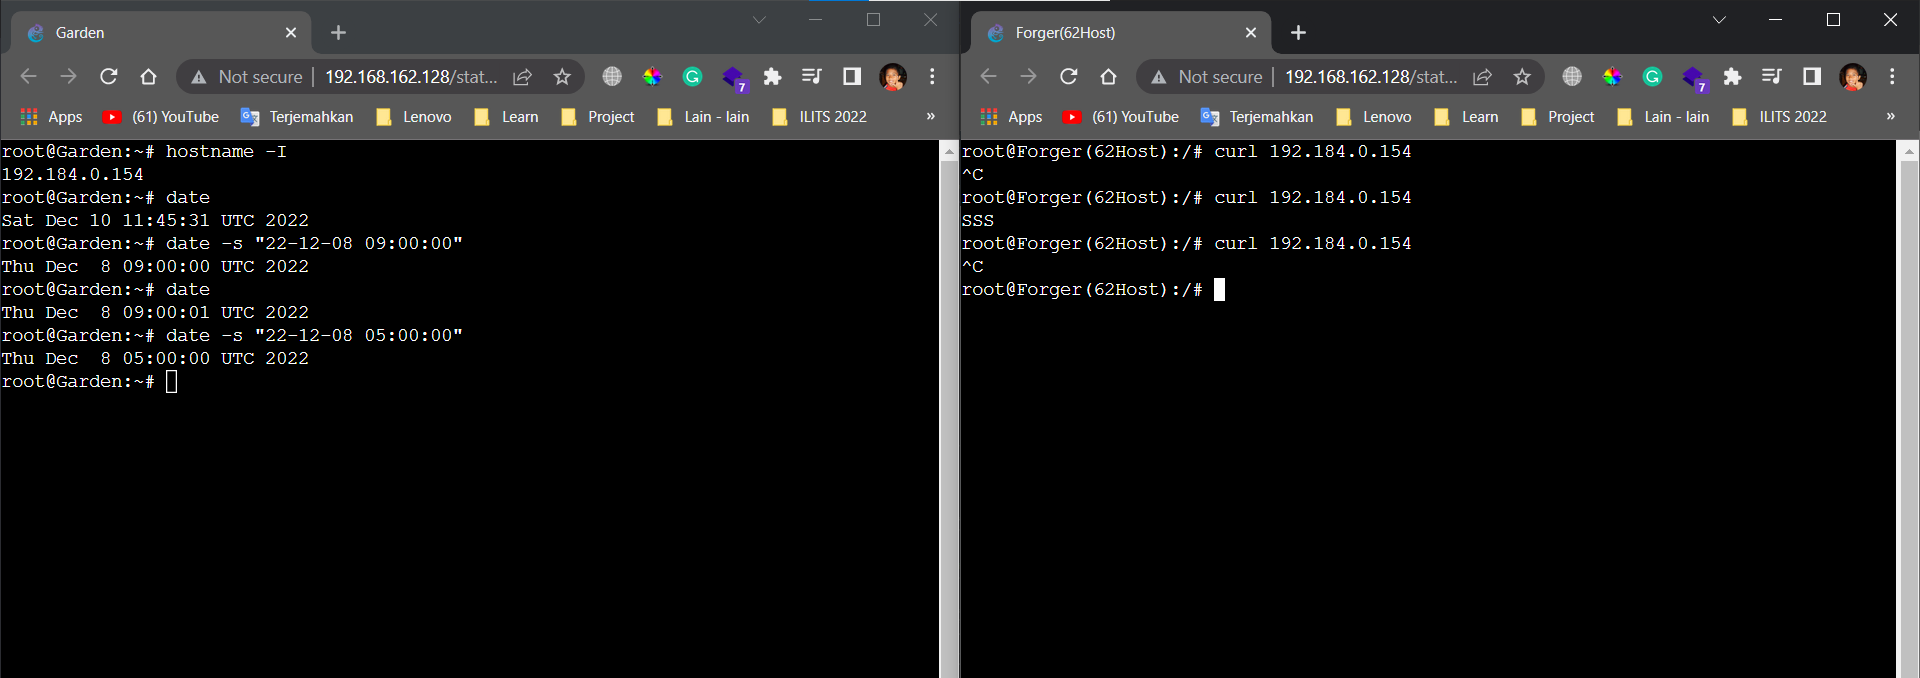 Garden
Not secure | 192.168.162.128/stat...
7
Apps (61) YouTube Terjemahkan Lenovo Learn Project Lain - lain ILITS 2022 »
root@Garden:~# hostname -I
192.184.0.154
root@Garden:~# date
Sat Dec 10 11:45:31 UTC 2022
root@Garden:~# date -s "22-12-08 09:00:00"
Thu Dec  8 09:00:00 UTC 2022
root@Garden:~# date
Thu Dec  8 09:00:01 UTC 2022
root@Garden:~# date -s "22-12-08 05:00:00"
Thu Dec  8 05:00:00 UTC 2022
root@Garden:~#
Forger(62Host)
Not secure | 192.168.162.128/stat...
7
Apps (61) YouTube Terjemahkan Lenovo Learn Project Lain - lain ILITS 2022 »
root@Forger(62Host):/# curl 192.184.0.154
^C
root@Forger(62Host):/# curl 192.184.0.154
SSS
root@Forger(62Host):/# curl 192.184.0.154
^C
root@Forger(62Host):/#